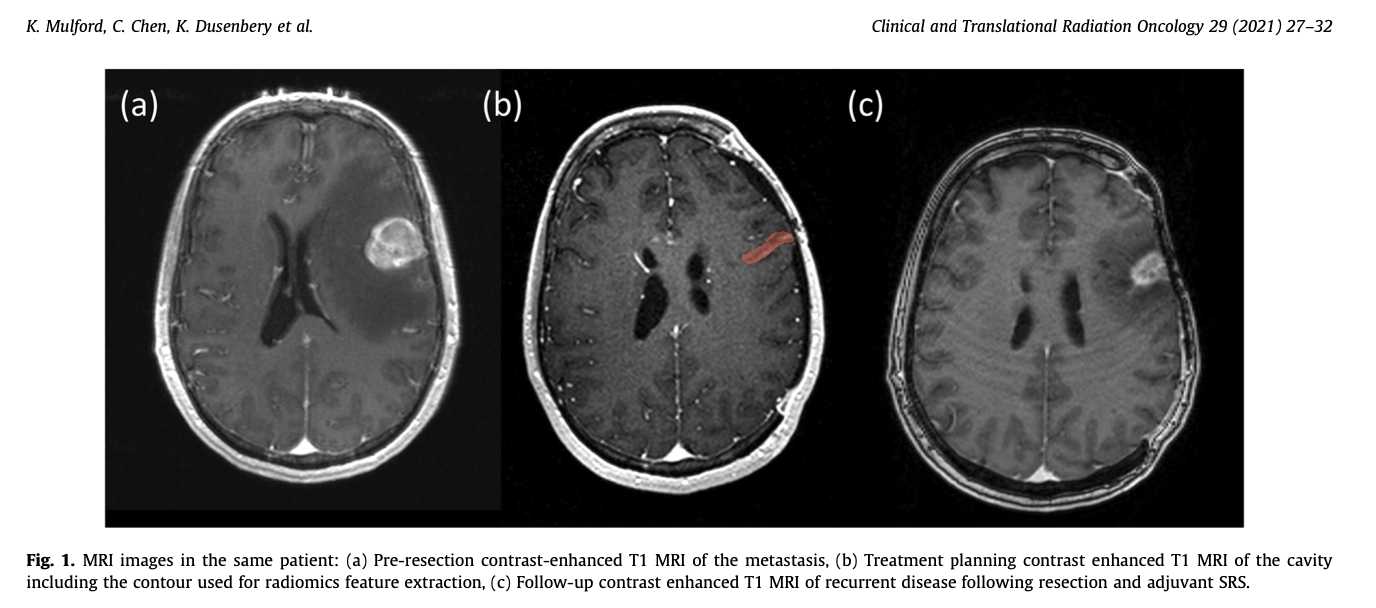 K. Mulford, C. Chen, K. Dusenbery et al.
Clinical and Translational Radiation Oncology 29 (2021) 27–32
(a)
(b)
(c)
Fig. 1. MRI images in the same patient: (a) Pre-resection contrast-enhanced T1 MRI of the metastasis, (b) Treatment planning contrast enhanced T1 MRI of the cavity
including the contour used for radiomics feature extraction, (c) Follow-up contrast enhanced T1 MRI of recurrent disease following resection and adjuvant SRS.